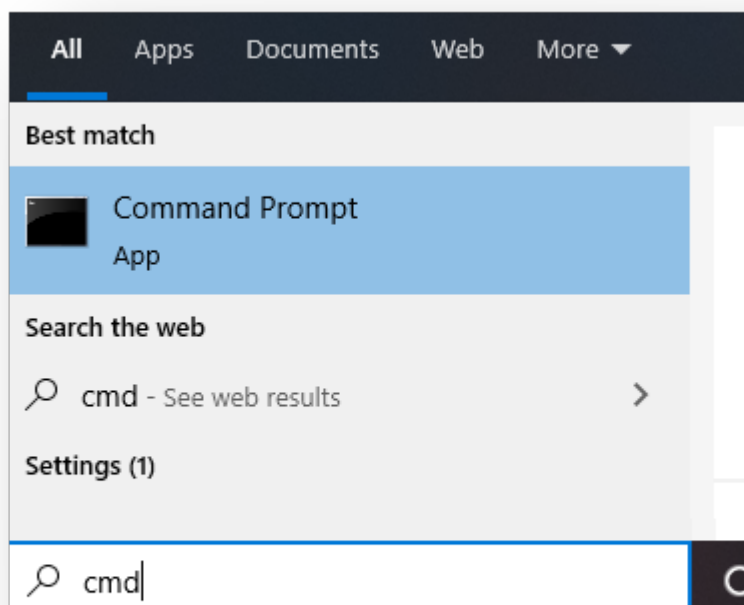 All Apps Documents Web More
Best match
Command Prompt
App
Search the web
cmd - See web results
Settings (1)
cmd